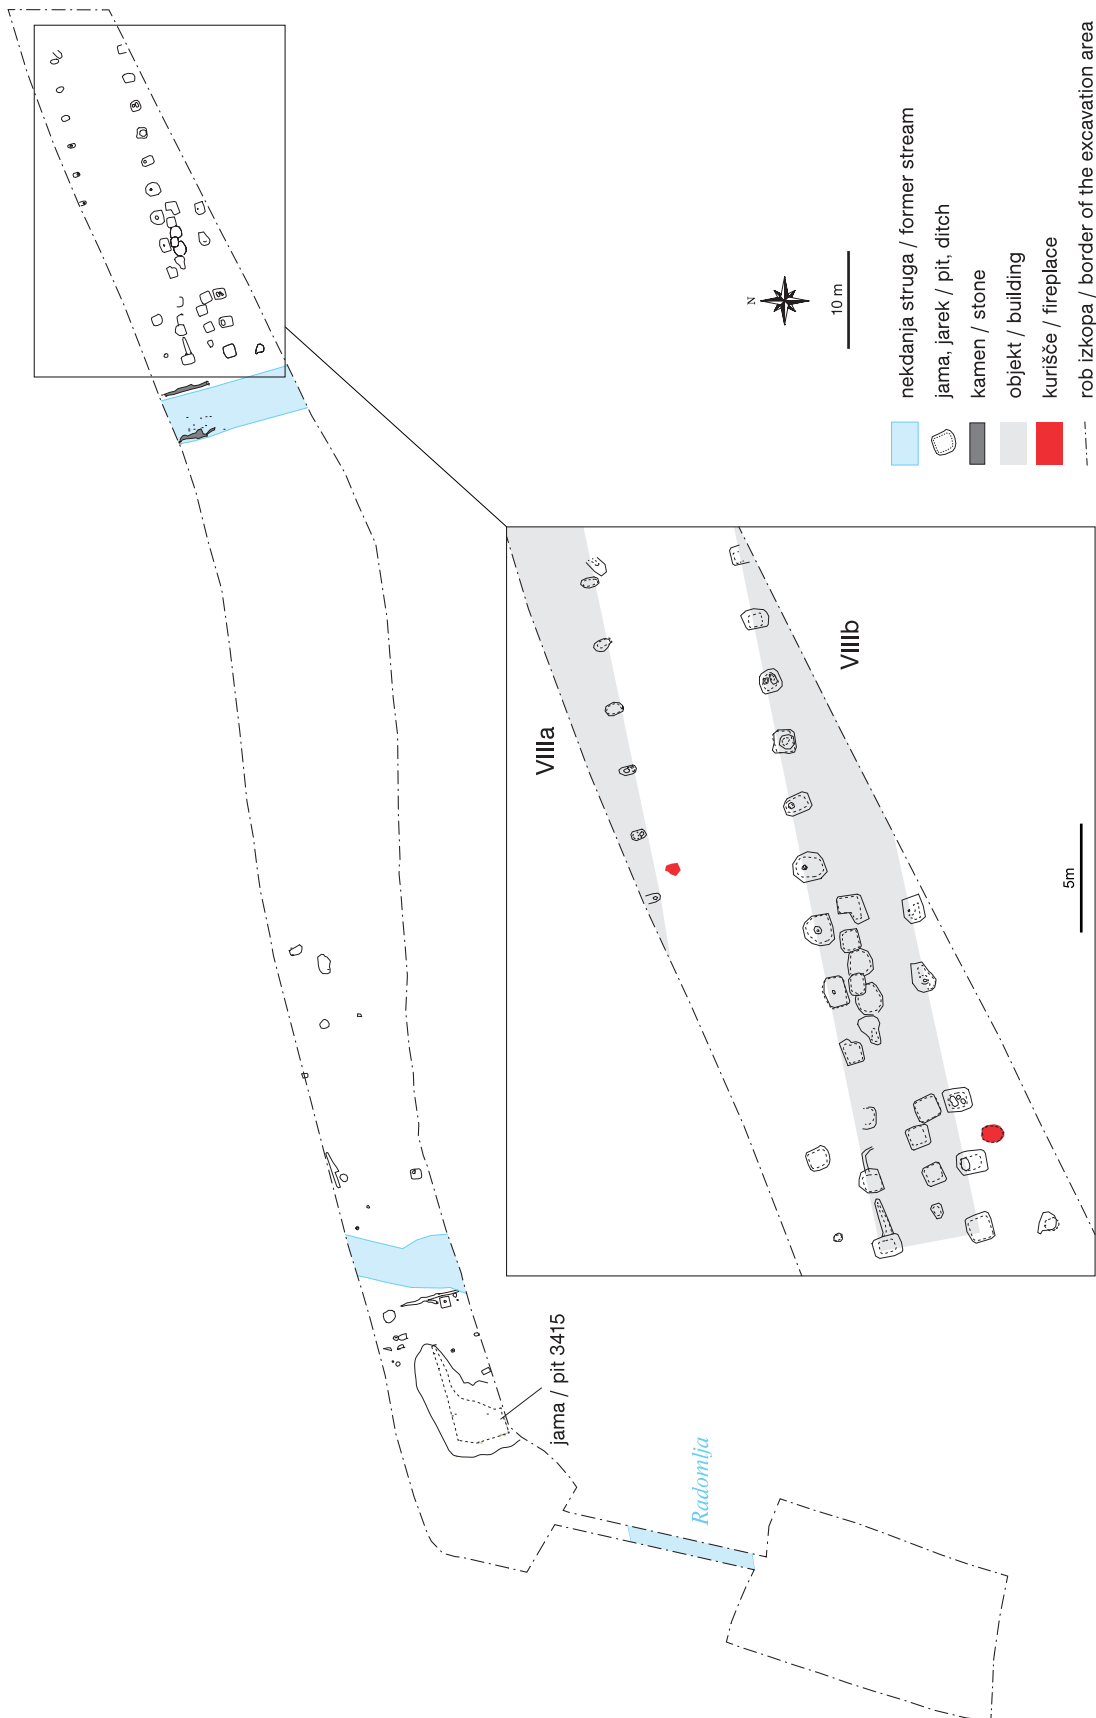 N
10 m
nekdanja struga / former stream
jama, jarek / pit, ditch
kamen / stone
objekt / building
kurišče / fireplace
rob izkopa / border of the excavation area
VIIIa
VIIIb
5m
jama / pit 3415
Radomlja